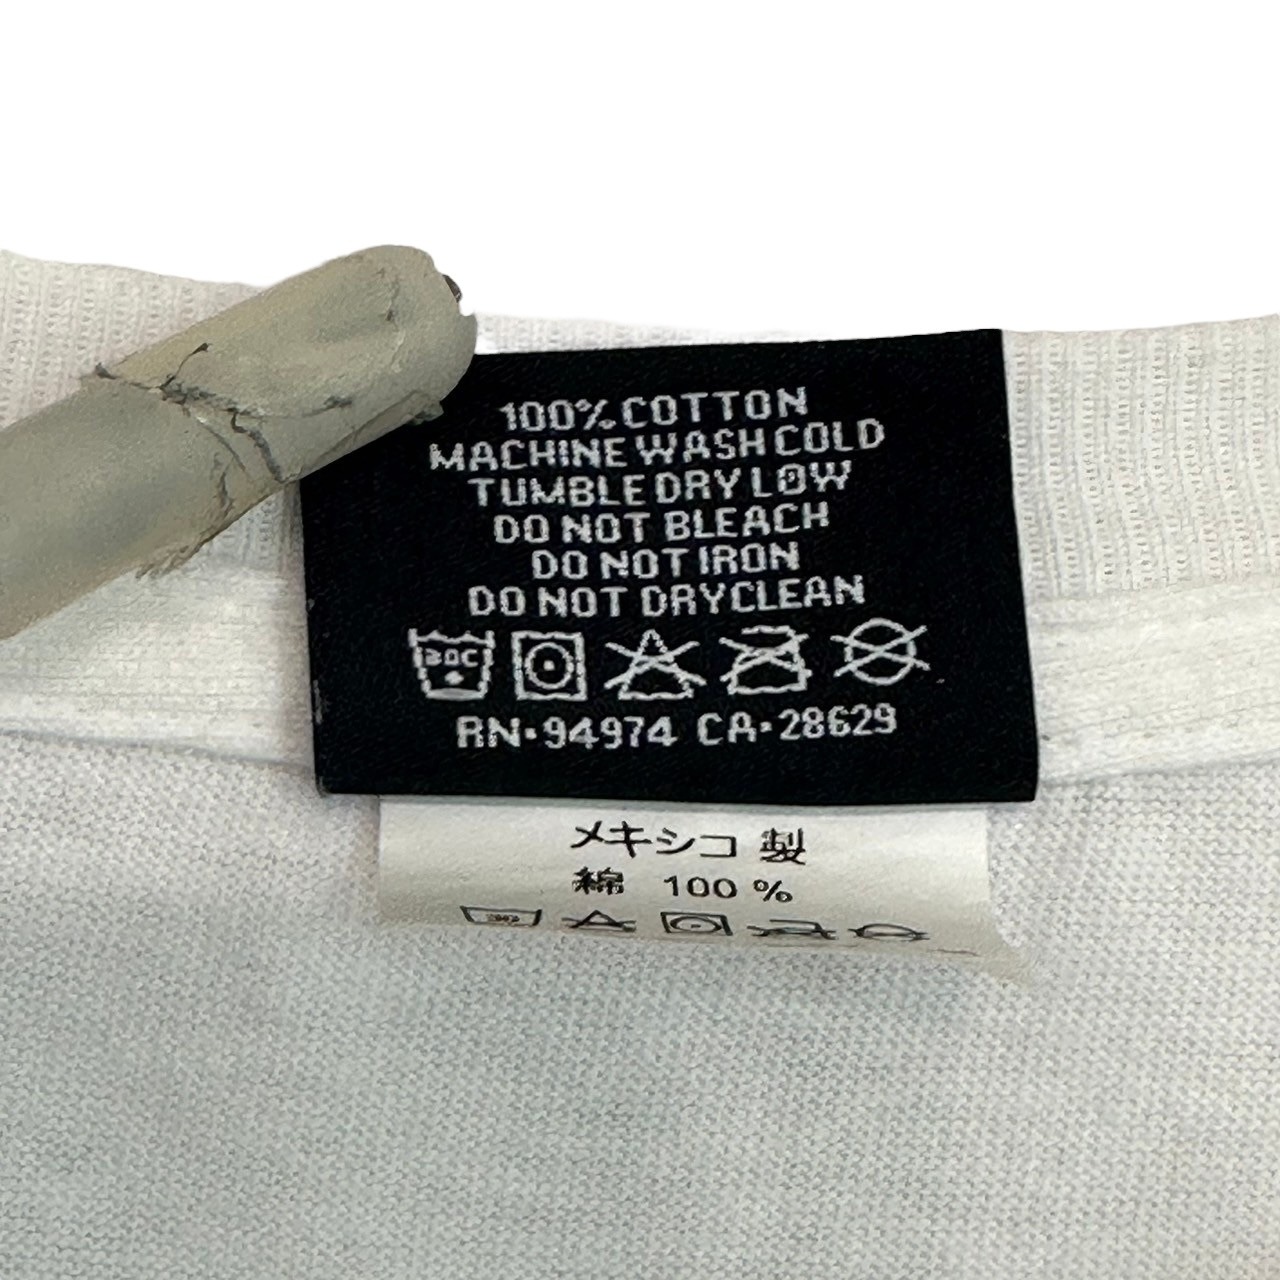 100% COTTON
MACHINE WASH COLD
TUMBLE DRY LOW
DO NOT BLEACH
DO NOT IRON
DO NOT DRYCLEAN
30C
RN·94974 CA·28629
メキシコ 製
綿 100 %